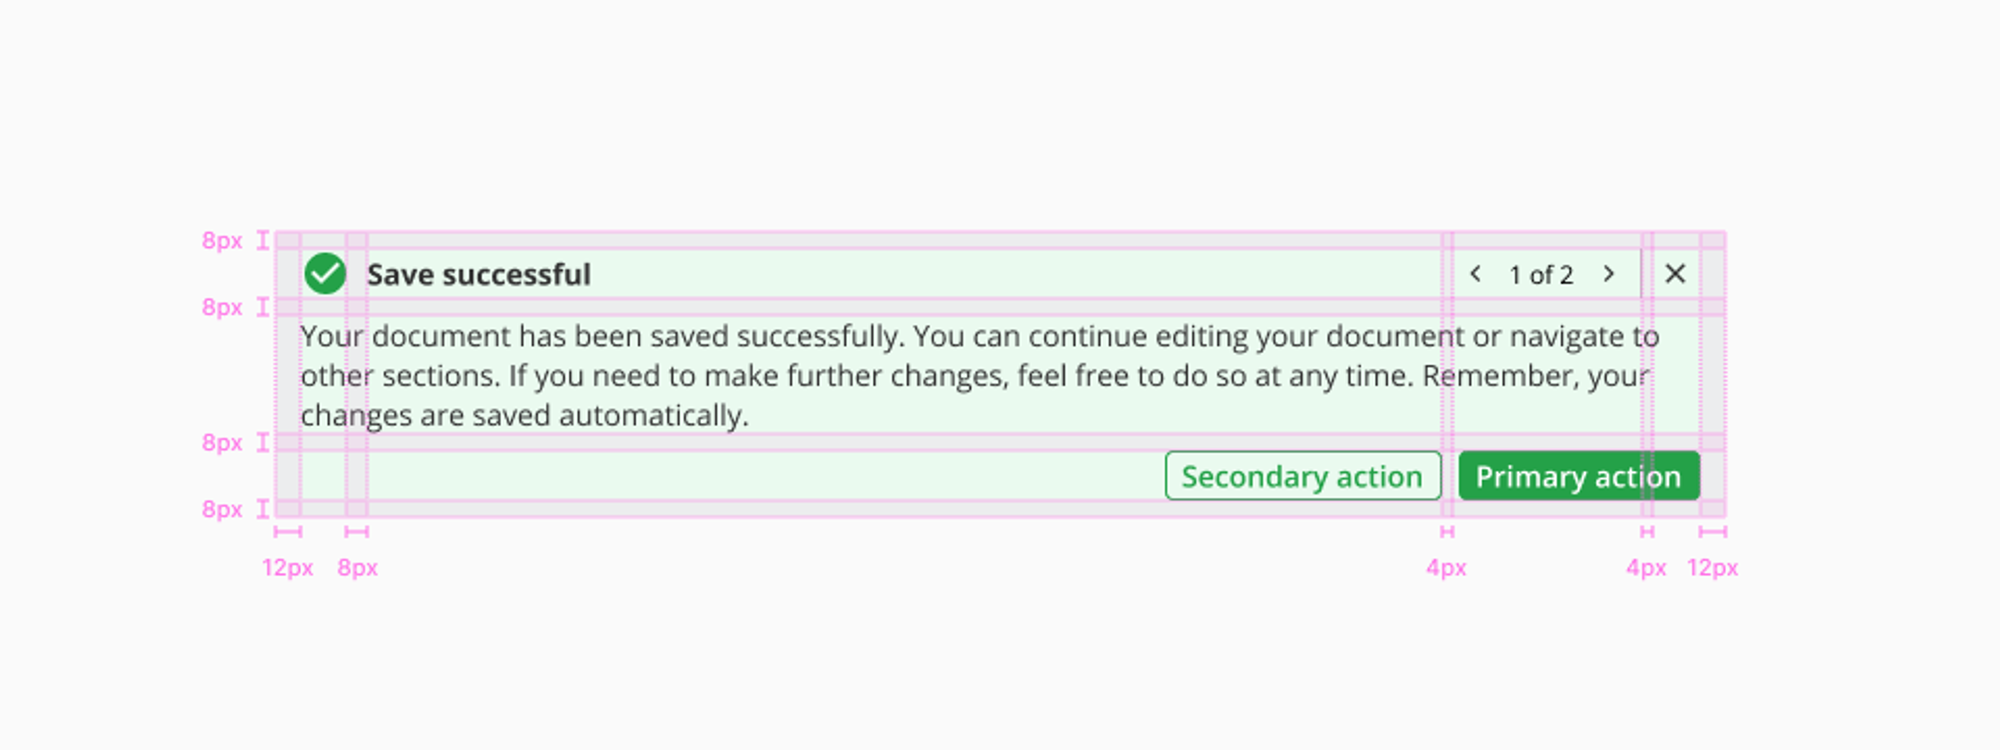 8px
Save successful
1 of 2
8px
Your document has been saved successfully. You can continue editing your document or navigate to
other sections. If you need to make further changes, feel free to do so at any time. Remember, your
changes are saved automatically.
8px
Secondary action
Primary action
8px
12px
8px
4px
4px
12px